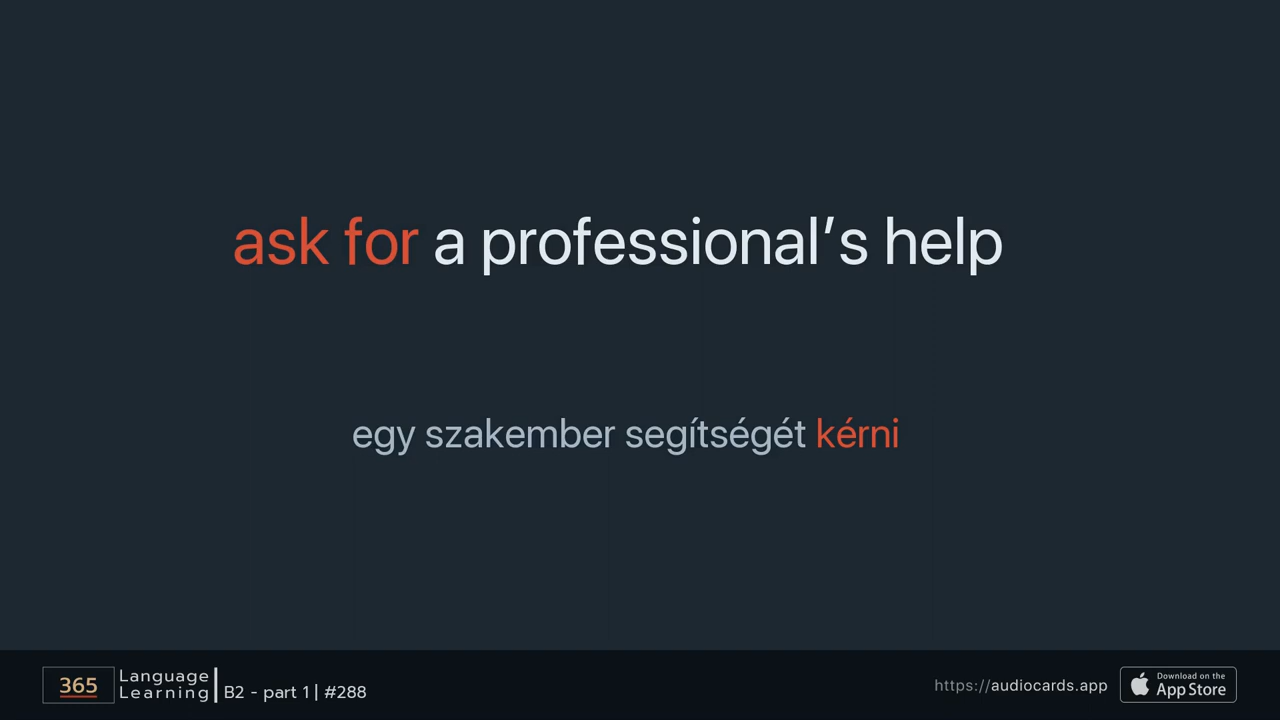 ask for a professional’s help
egy szakember segítségét kérni
365
Language
Learning
B2 - part 1 | #288
https://audiocards.app
Download on the
App Store